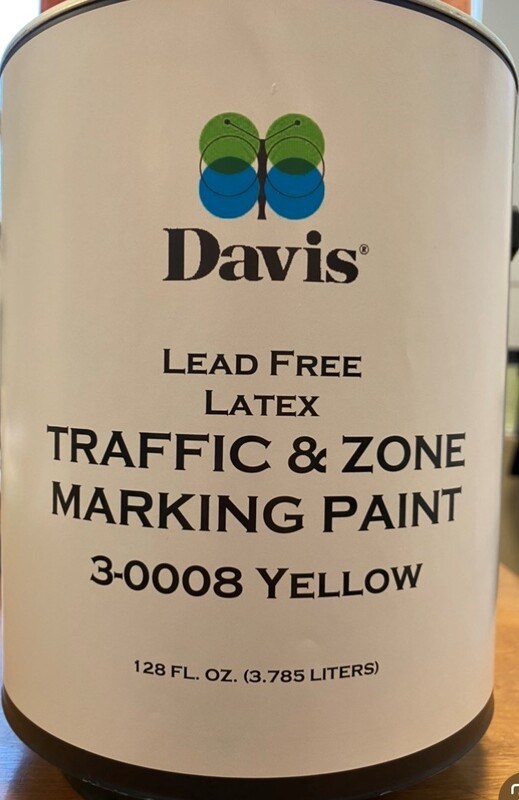 Davis®
LEAD FREE
LATEX
TRAFFIC & ZONE
MARKING PAINT
3-0008 YELLOW
128 FL. OZ. (3.785 LITERS)